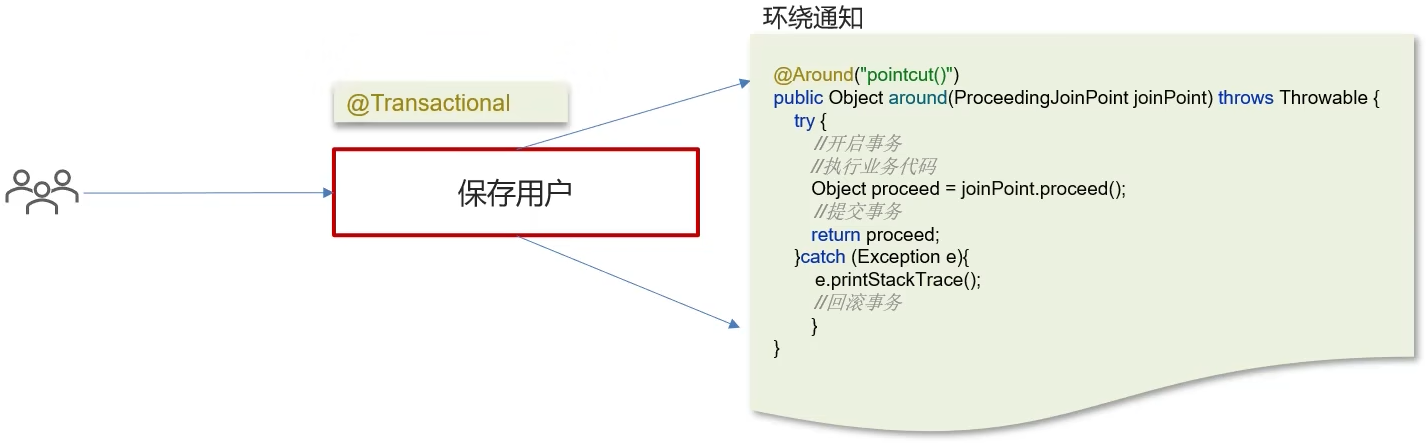 环绕通知
@Transactional
保存用户
@Around("pointcut()")
public Object around(ProceedingJoinPoint joinPoint) throws Throwable {
try {
//开启事务
//执行业务代码
Object proceed = joinPoint.proceed();
//提交事务
return proceed;
}catch (Exception e){
e.printStackTrace();
//回滚事务
}
}